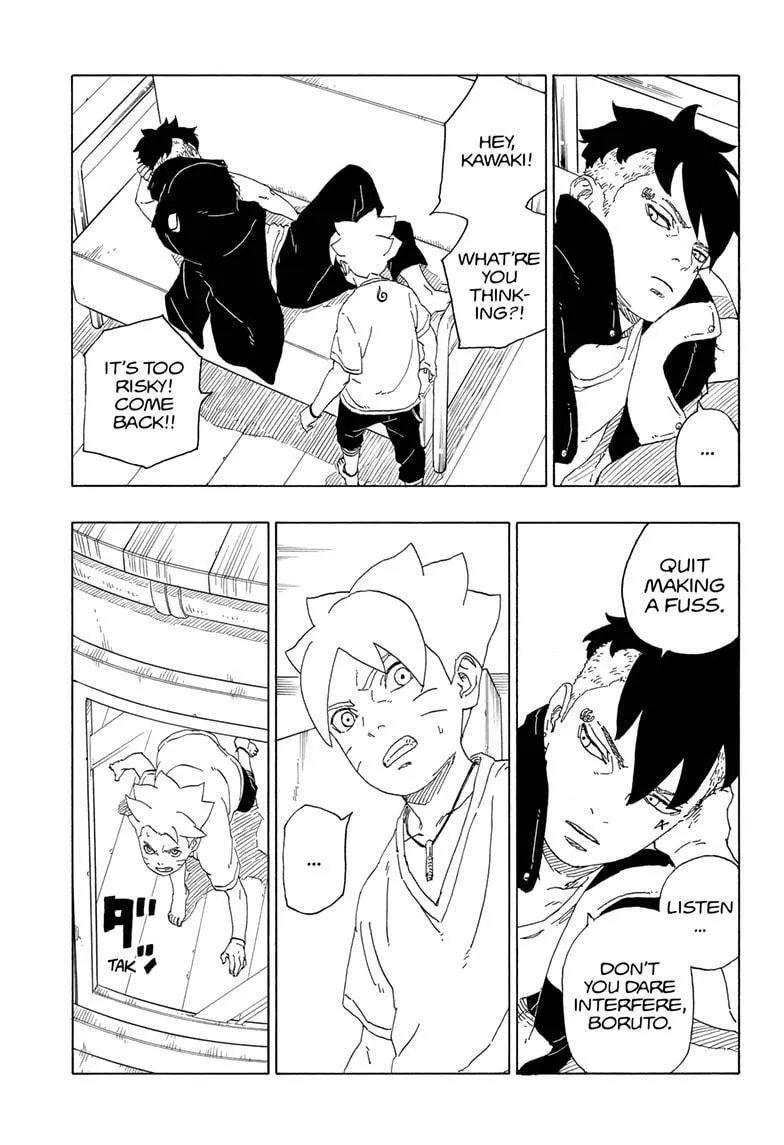 ...
HEY,
KAWAKI!
WHAT'RE
YOU
THINK-
ING?!
IT'S TOO
RISKY!
COME
BACK!!
QUIT
MAKING
A FUSS.
LISTEN
...
DON'T
YOU DARE
INTERFERE,
BORUTO.
...
ダッ
TAK